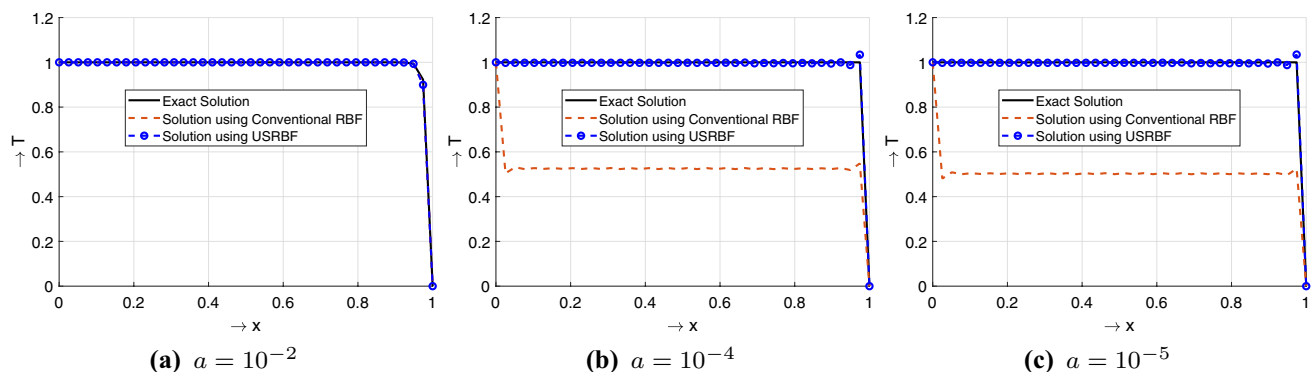 1.2
1
0.8
0.6
0.4
0.2
0
→ T
Exact Solution
Solution using Conventional RBF
Solution using USRBF
0 0.2 0.4 0.6 0.8 1
→ x
(a) a = 10⁻²
1.2
1
0.8
0.6
0.4
0.2
0
→ T
Exact Solution
Solution using Conventional RBF
Solution using USRBF
0 0.2 0.4 0.6 0.8 1
→ x
(b) a = 10⁻⁴
1.2
1
0.8
0.6
0.4
0.2
0
→ T
Exact Solution
Solution using Conventional RBF
Solution using USRBF
0 0.2 0.4 0.6 0.8 1
→ x
(c) a = 10⁻⁵